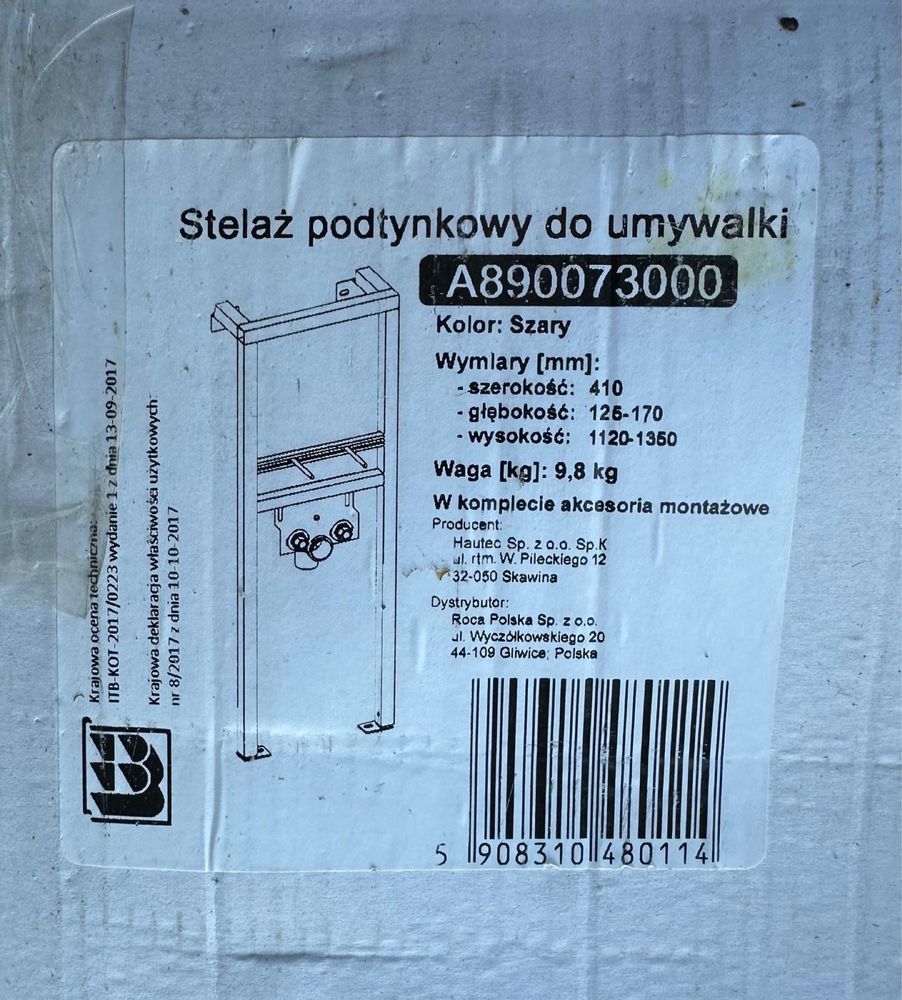 Stelaż podtynkowy do umywalki
A890073000
Kolor: Szary
Wymiary [mm]:
- szerokość: 410
- głębokość: 125-170
- wysokość: 1120-1350
Waga [kg]: 9,8 kg
W komplecie akcesoria montażowe
Producent:
Hautec Sp. z o.o. Sp.K
ul. rtm. W. Pileckiego 12
32-050 Skawina
Dystrybutor:
Roca Polska Sp. z o.o.
ul. Wyczółkowskiego 20
44-109 Gliwice, Polska
5 908310 480114
Krajowa ocena techniczna:
ITB-KOT-2017/0223 wydanie 1 z dnia 13-09-2017
Krajowa deklaracja właściwości użytkowych
nr 8/2017 z dnia 10-10-2017